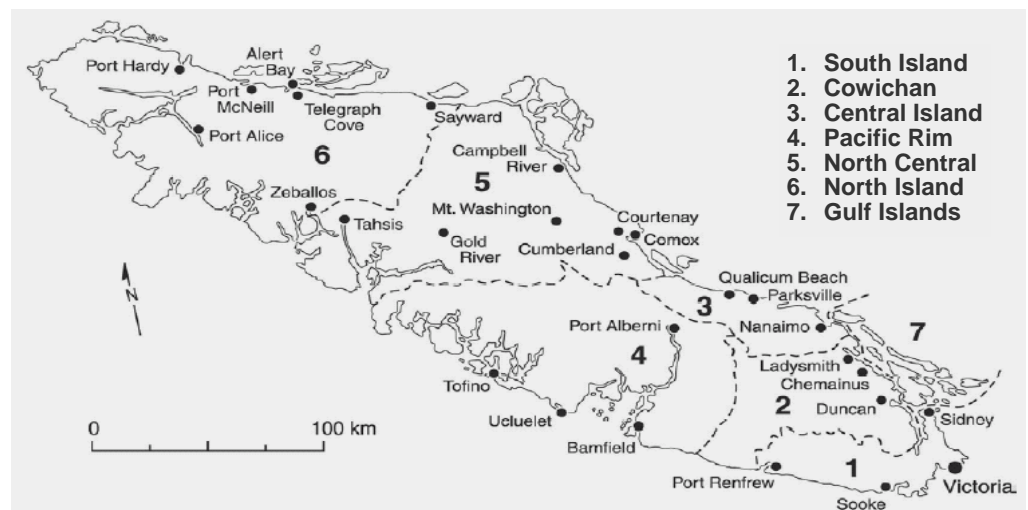 Port Hardy
Alert
Bay
Port
McNeill
Telegraph
Cove
Port Alice
6
Sayward
Campbell
River
5
Zeballos
Tahsis
Mt. Washington
Gold
River
Courtenay
Comox
Cumberland
N
Qualicum Beach
Parksville
3
Nanaimo
7
Port Alberni
4
Ladysmith
Chemainus
2
Duncan
Sidnoy
Tofino
Ucluelet
Bamfield
0
100 km
Port Renfrew
1
Sooke
Victoria
1. South Island
2. Cowichan
3. Central Island
4. Pacific Rim
5. North Central
6. North Island
7. Gulf Islands